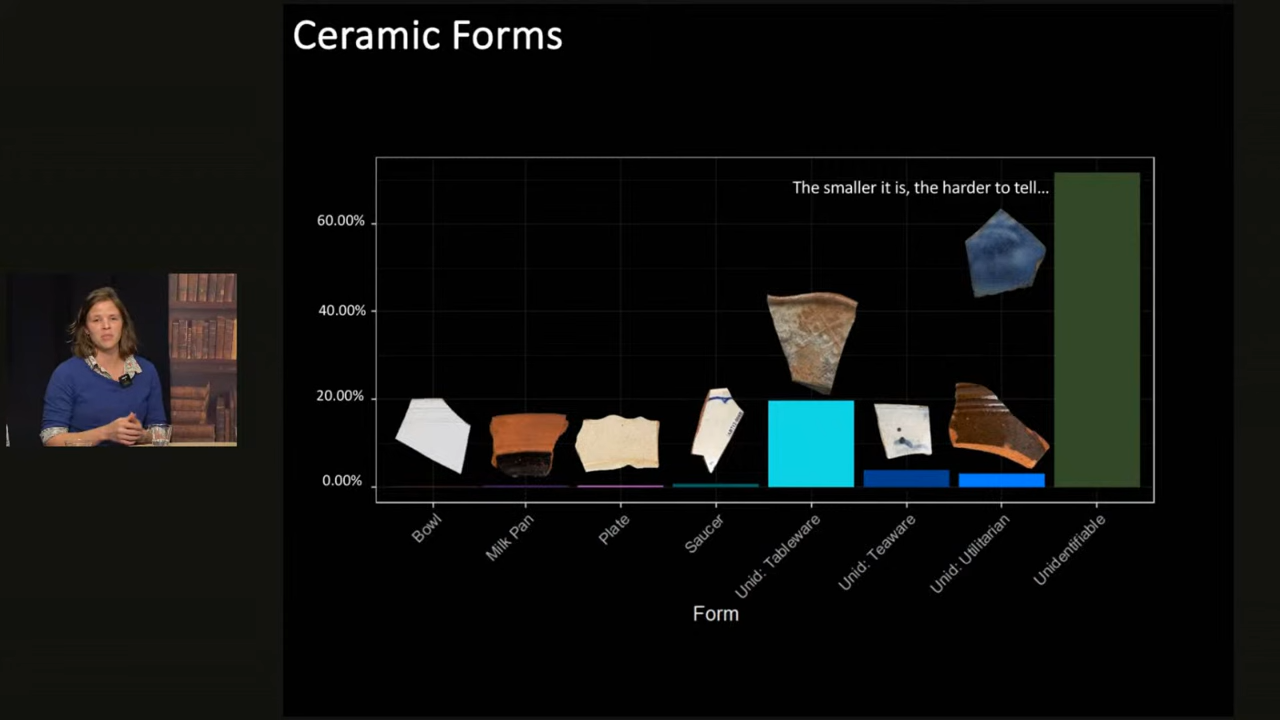 Ceramic Forms
The smaller it is, the harder to tell...
60.00%
40.00%
20.00%
0.00%
Bowl
Milk Pan
Plate
Saucer
Unid: Tableware
Unid: Teaware
Unid: Utilitarian
Unidentifiable
Form